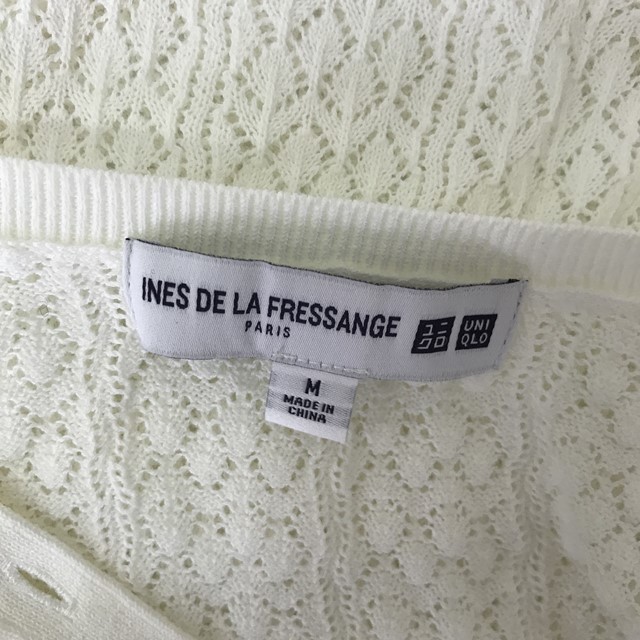 INES DE LA FRESSANGE
PARIS
ユニ
クロ
UNI
QLO
M
MADE IN
CHINA